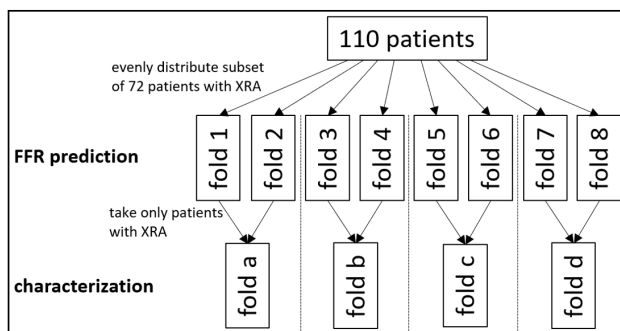 110 patients
evenly distribute subset
of 72 patients with XRA
FFR prediction
fold 1
fold 2
fold 3
fold 4
fold 5
fold 6
fold 7
fold 8
take only patients
with XRA
characterization
fold a
fold b
fold c
fold d